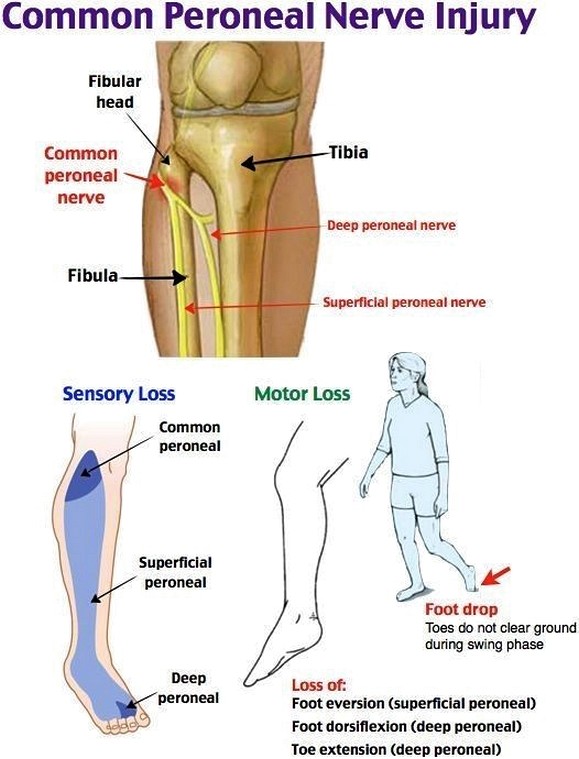 Common Peroneal Nerve Injury
Fibular
head
Common
peroneal
nerve
Tibia
Deep peroneal nerve
Fibula
Superficial peroneal nerve
Sensory Loss
Motor Loss
Common
peroneal
Superficial
peroneal
Deep
peroneal
Foot drop
Toes do not clear ground
during swing phase
Loss of:
Foot eversion (superficial peroneal)
Foot dorsiflexion (deep peroneal)
Toe extension (deep peroneal)